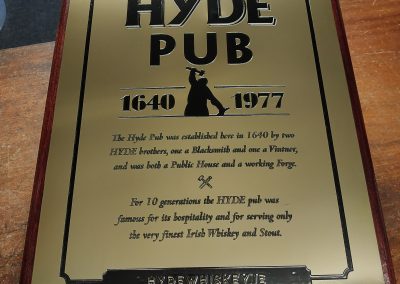 HYDE
PUB
1640 1977
The Hyde Pub was established here in 1640 by two
HYDE brothers, one a Blacksmith and one a Vintner,
and was both a Public House and a working Forge.
For 10 generations the HYDE pub was
famous for its hospitality and for serving only
the very finest Irish Whiskey and Stout.
HYDEWHISKEY.IE